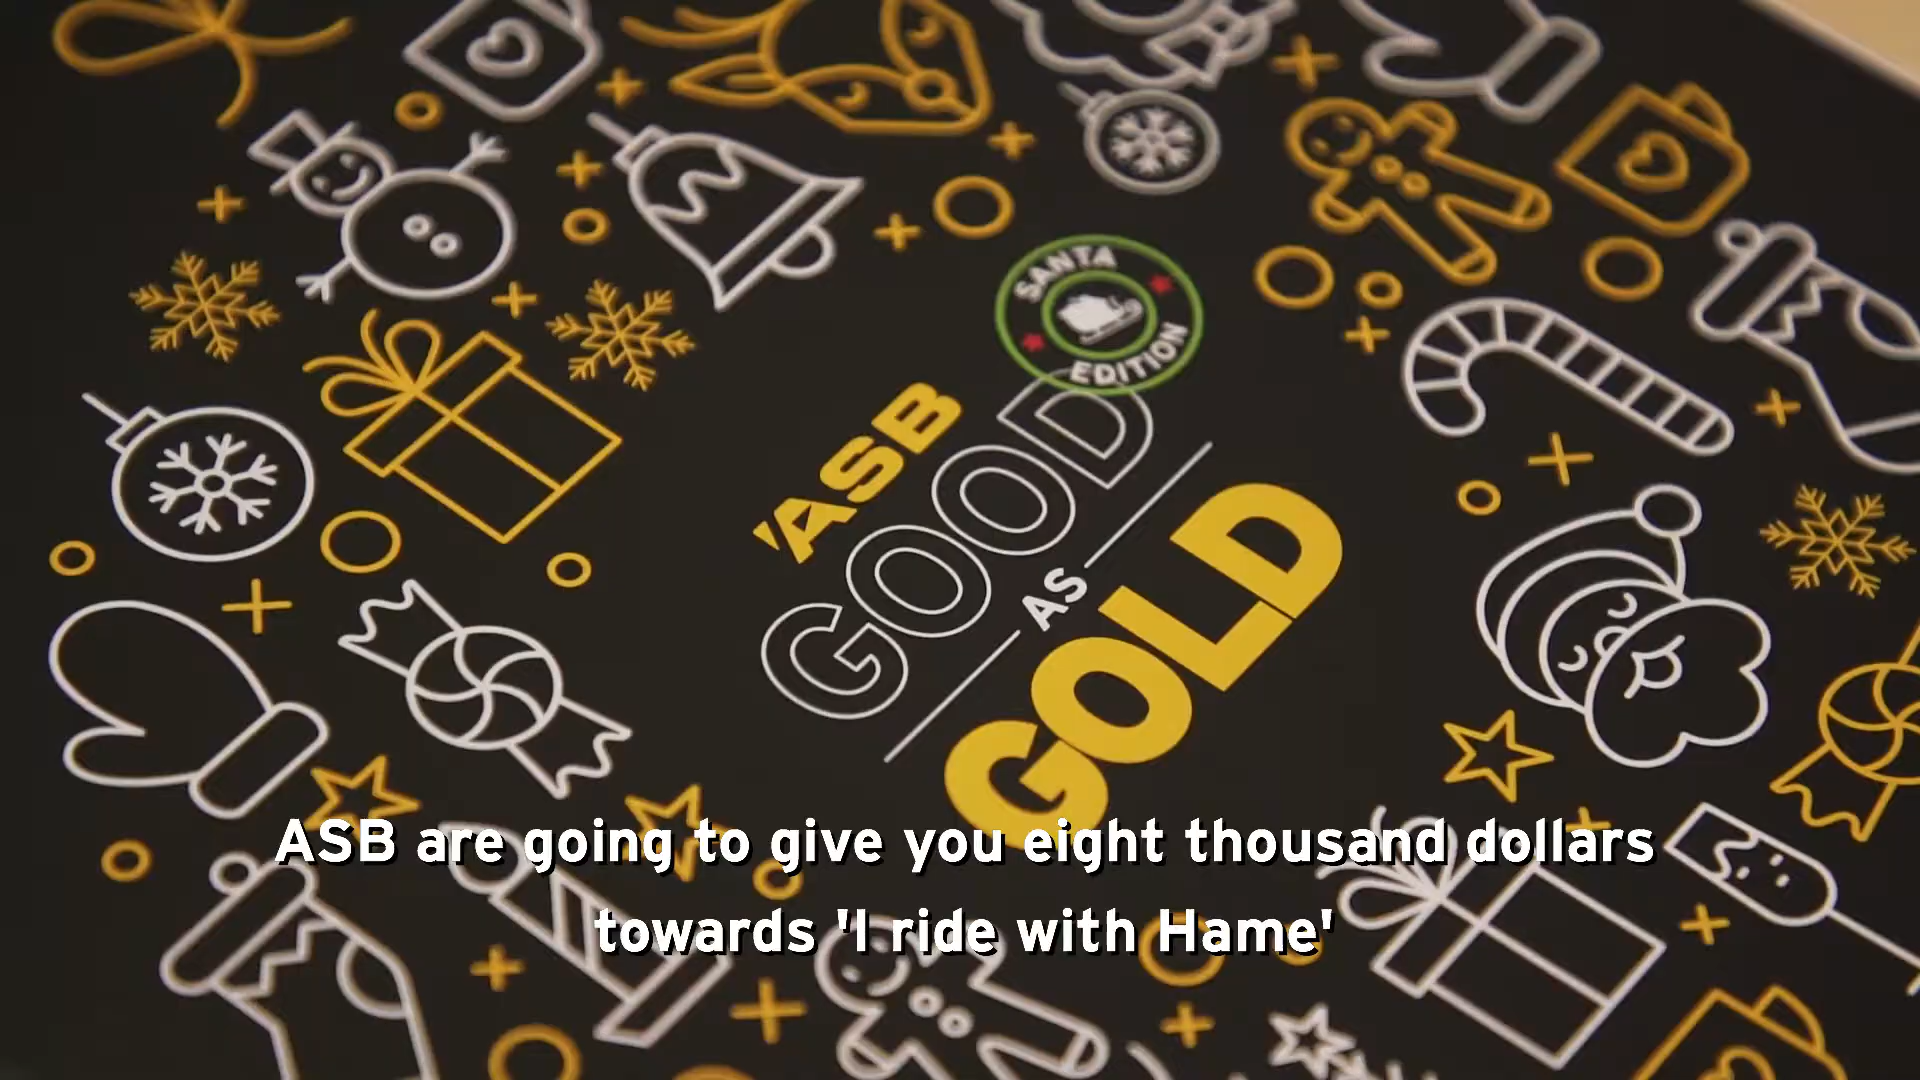 SANTA
EDITION
ASB
GOOD
AS
GOLD
ASB are going to give you eight thousand dollars
towards 'I ride with Hame'